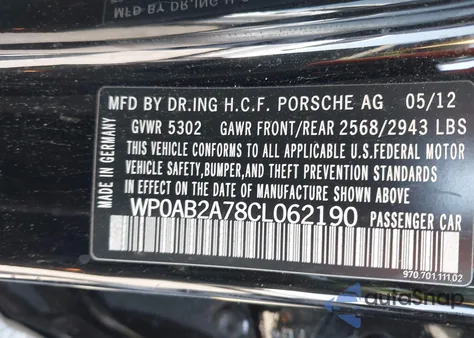 MFD BY DR.ING H.C.F. PORSCHE AG 05/12
GVWR 5302 GAWR FRONT/REAR 2568/2943 LBS
THIS VEHICLE CONFORMS TO ALL APPLICABLE U.S.FEDERAL MOTOR
VEHICLE SAFETY,BUMPER,AND THEFT PREVENTION STANDARDS
IN EFFECT ON THE DATE OF MANUFACTURE SHOWN ABOVE.
WP0AB2A78CL062190 PASSENGER CAR
MADE IN GERMANY
970.701.111.02
autoSnap